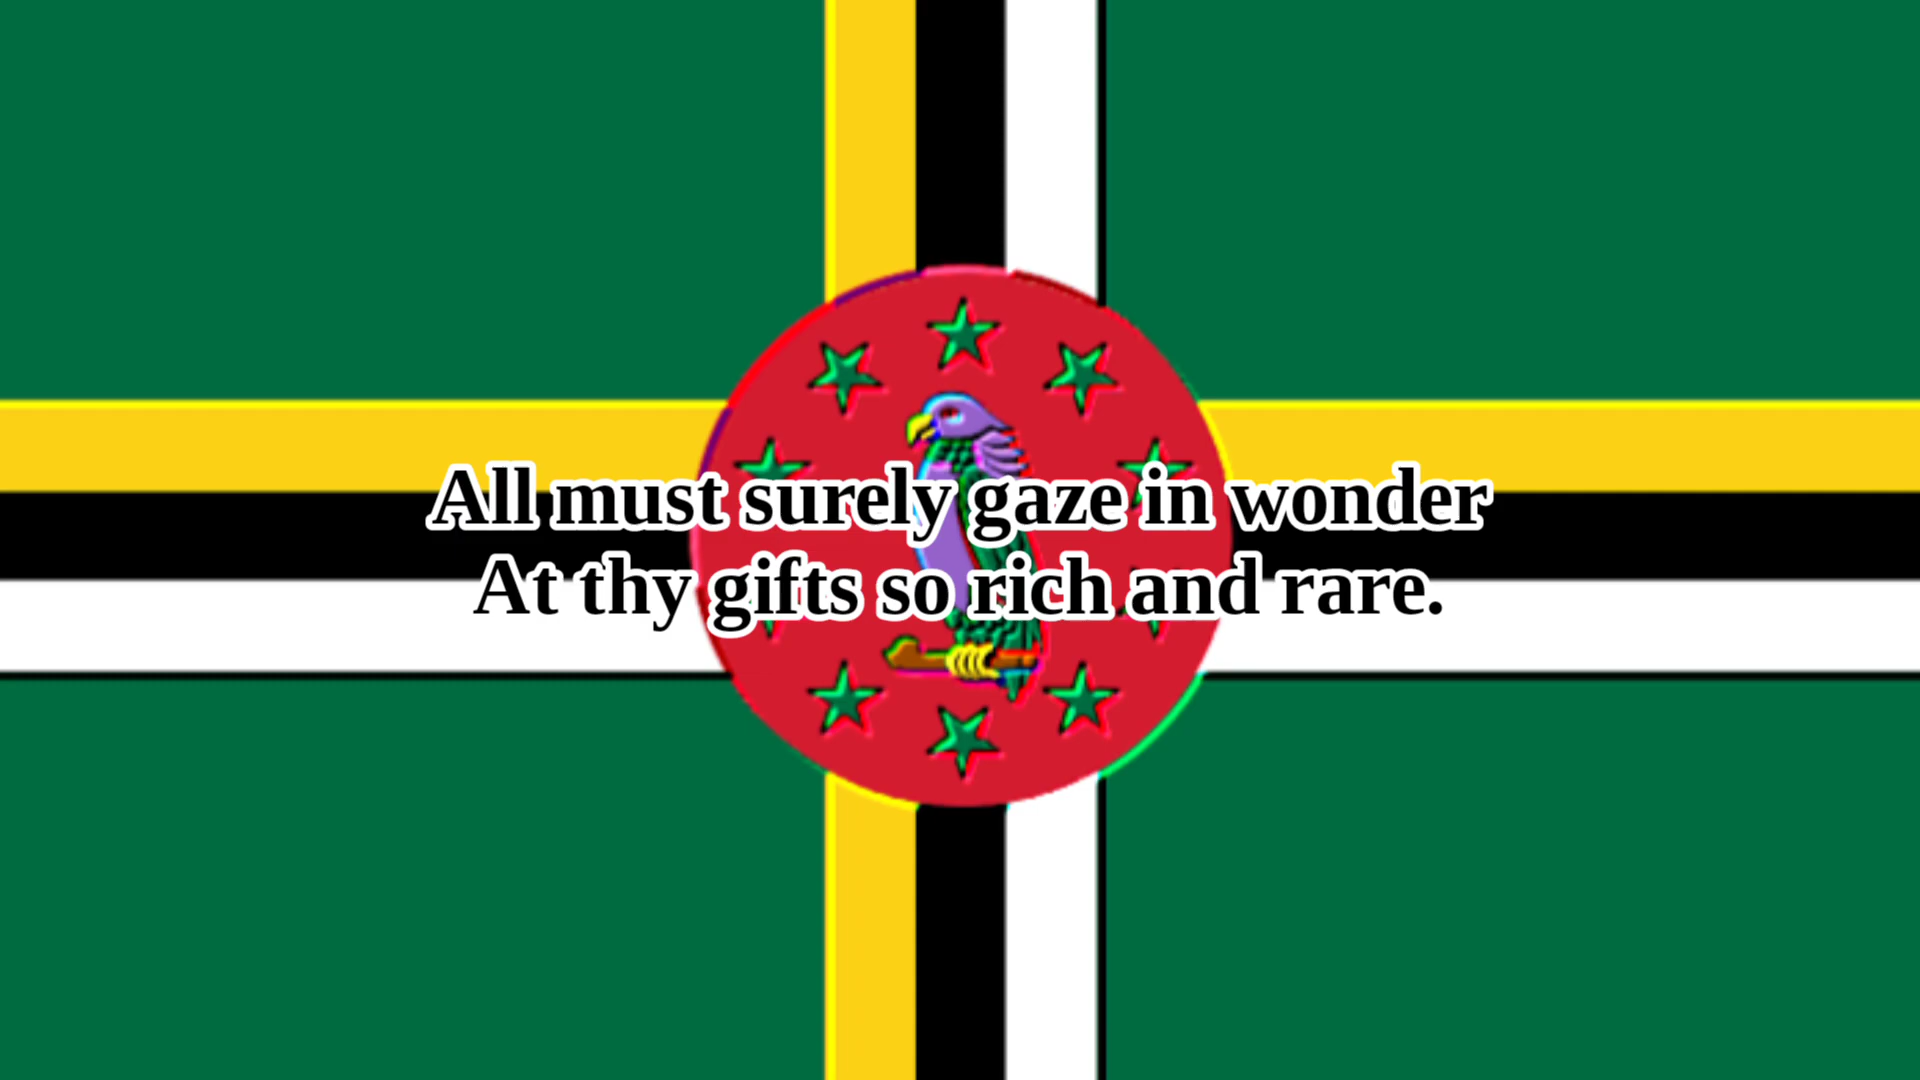 All must surely gaze in wonder
At thy gifts so rich and rare.